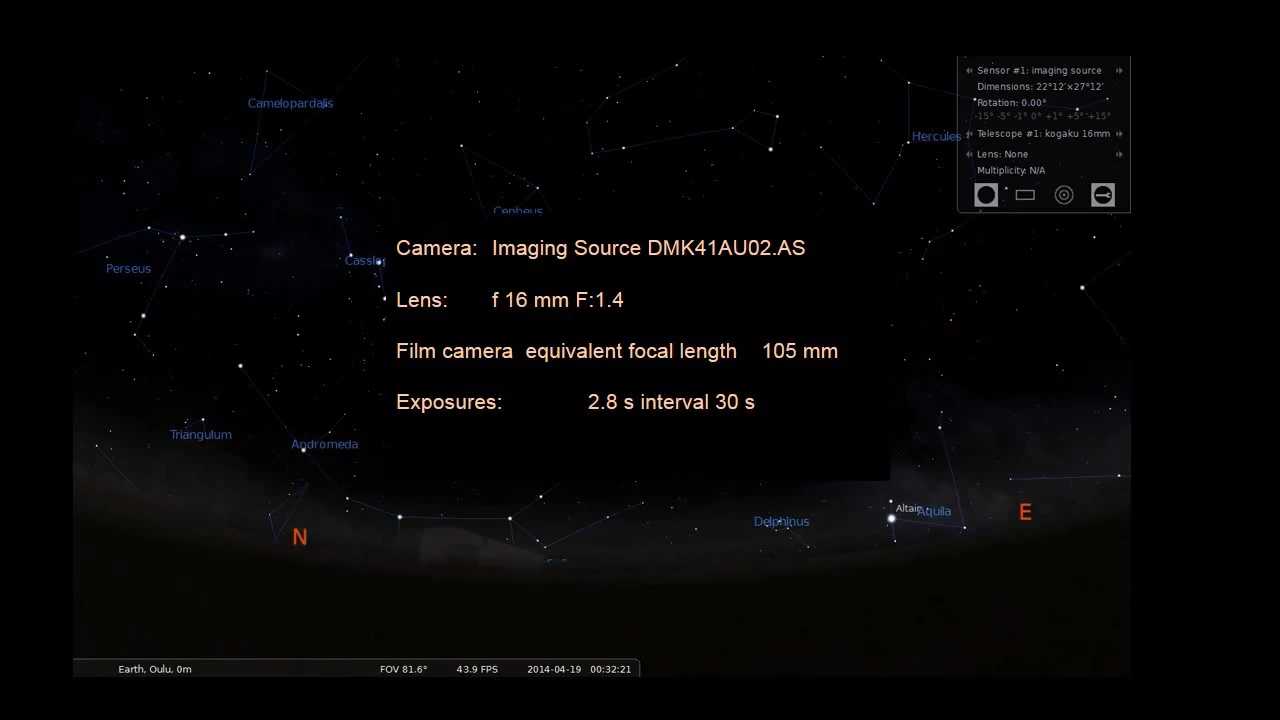 Sensor #1: imaging source
Dimensions: 22°12'×27°12'
Rotation: 0.00°
-15° -5° -1° 0° +1° +5° +15°
Telescope #1: kogaku 16mm
Lens: None
Multiplicity: N/A
Camelopardalis
Hercules
Cepheus
Camera: Imaging Source DMK41AU02.AS
Perseus
Lens: f 16 mm F:1.4
Film camera equivalent focal length 105 mm
Exposures: 2.8 s interval 30 s
Triangulum
Andromeda
Delphinus
Altair
Aquila
N
E
Earth, Oulu, 0m
FOV 81.6°
43.9 FPS
2014-04-19 00:32:21